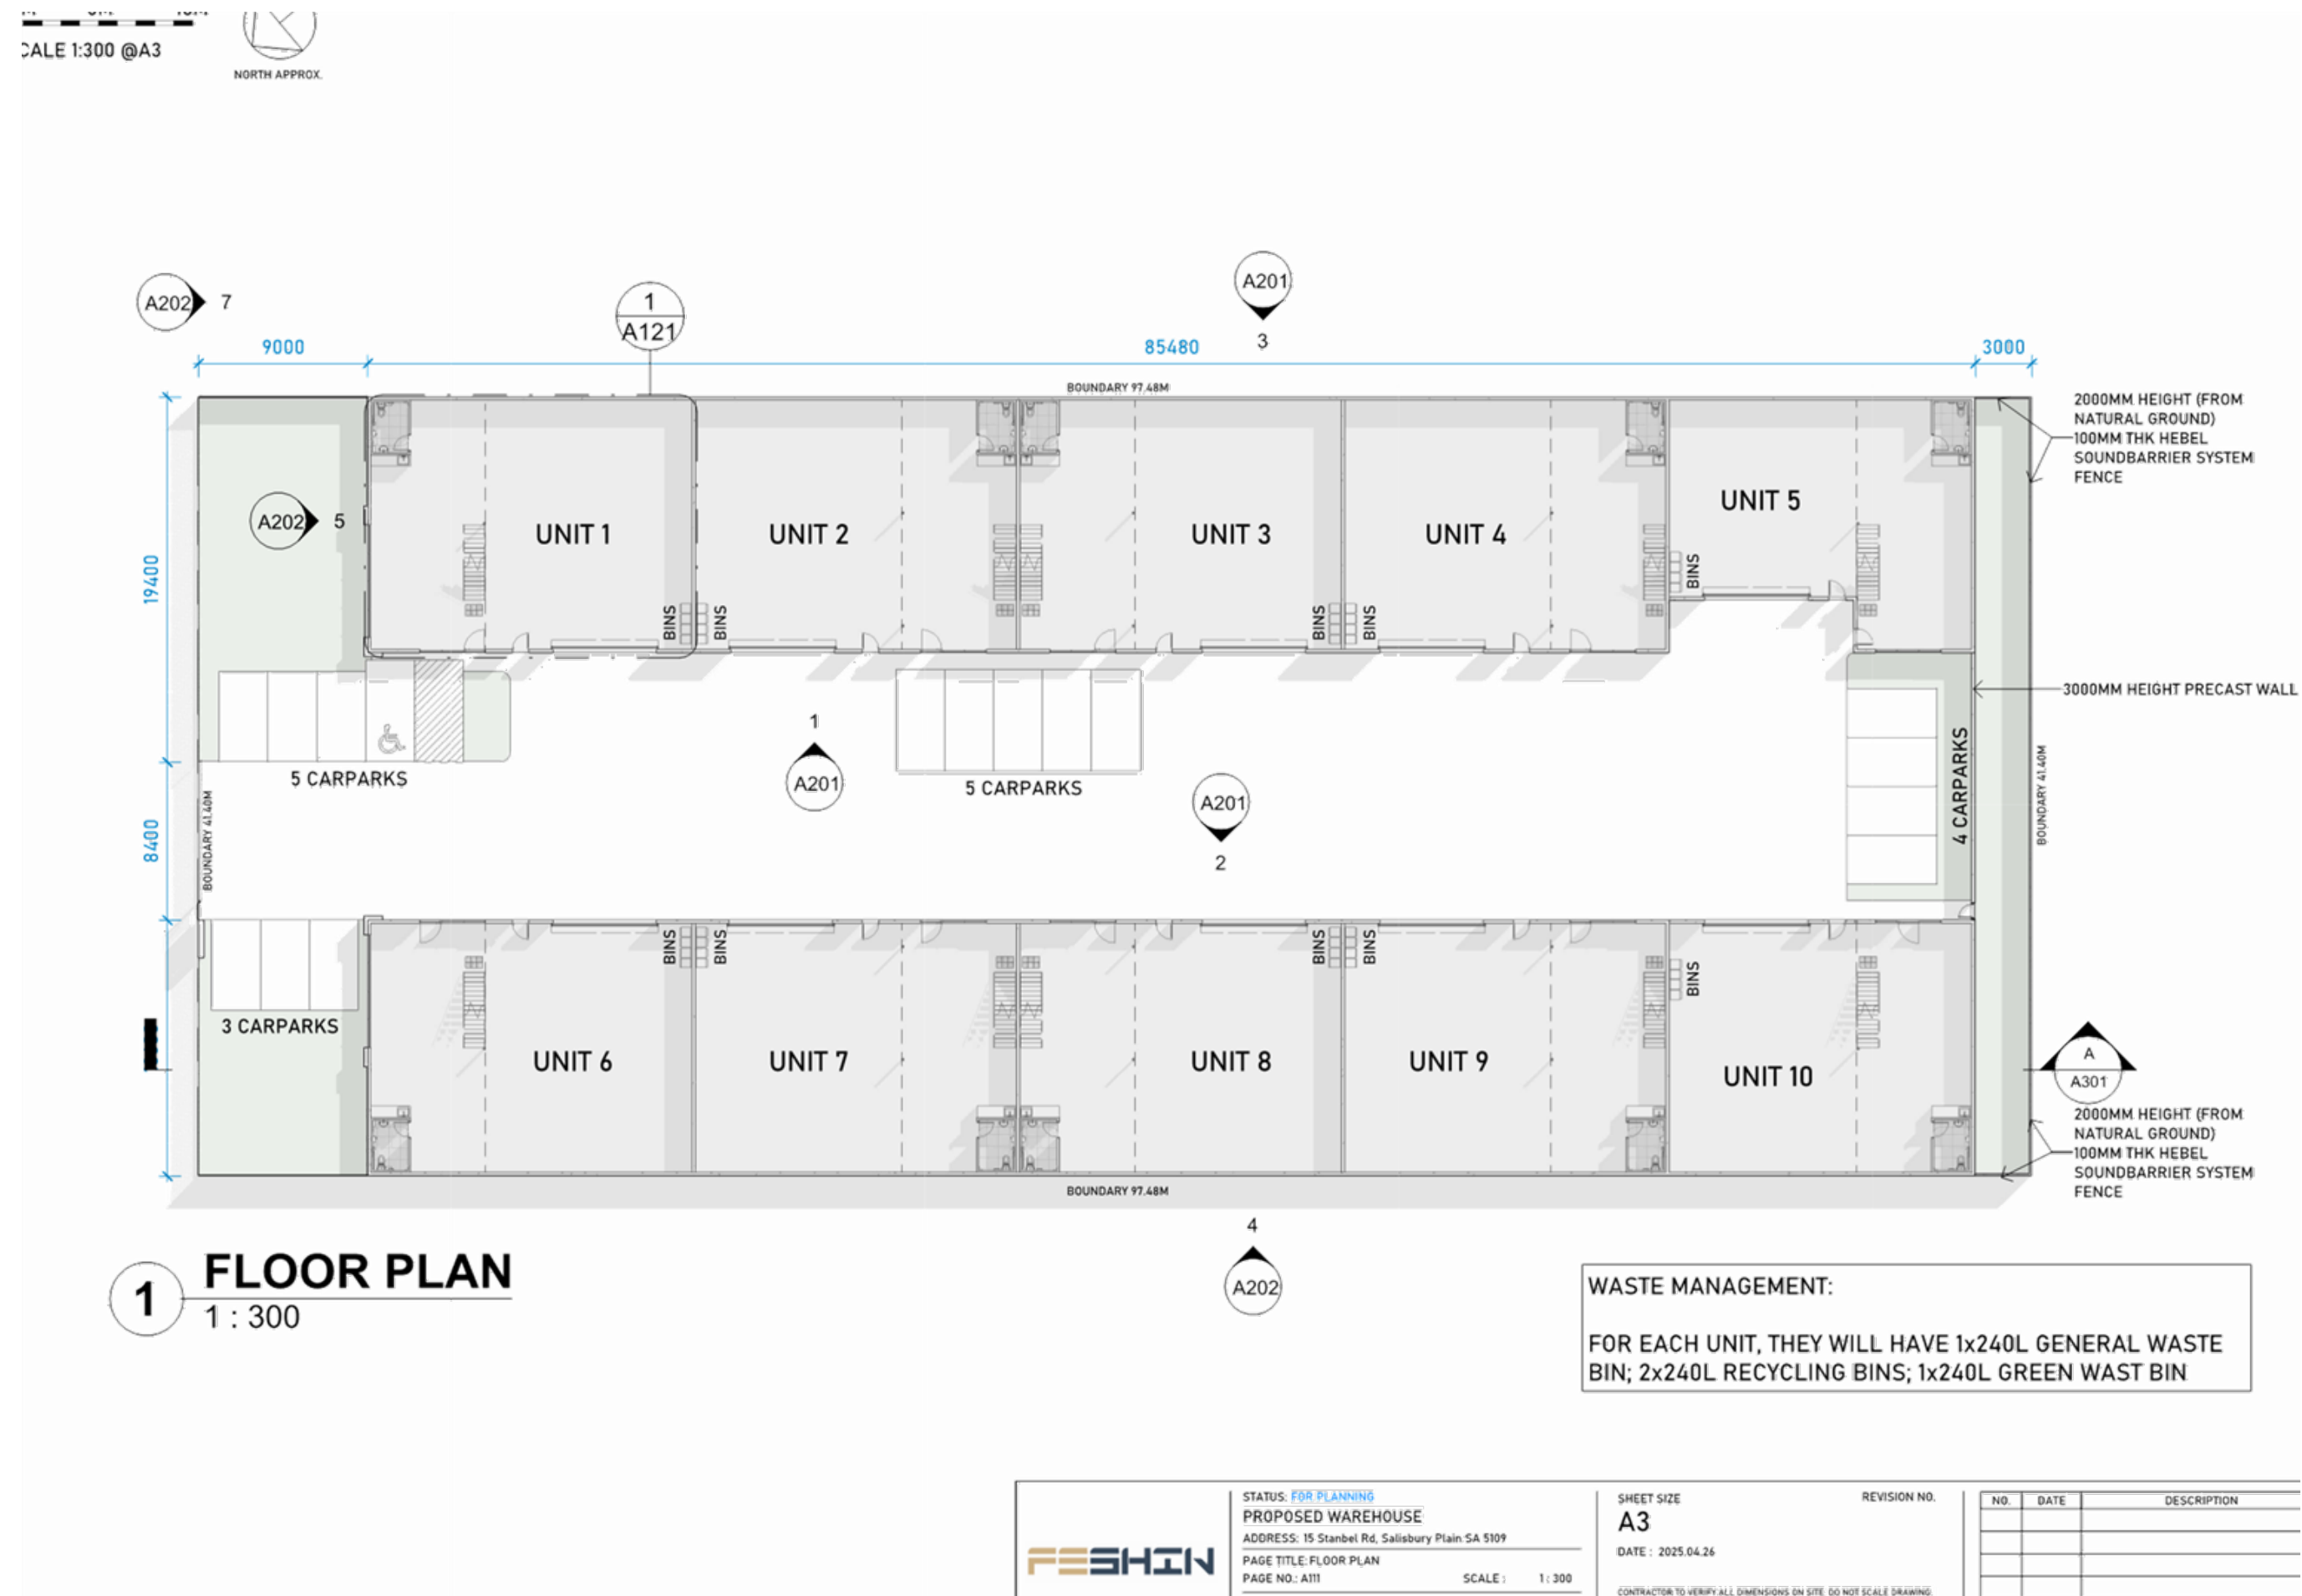 SCALE 1:300 @A3
NORTH APPROX.
A202
7
1
A121
A201
3
9000
85480
3000
BOUNDARY 97.48M
2000MM HEIGHT (FROM
NATURAL GROUND)
100MM THK HEBEL
SOUNDBARRIER SYSTEM
FENCE
A202
5
UNIT 1
UNIT 2
UNIT 3
UNIT 4
UNIT 5
BINS
BINS
BINS
BINS
BINS
19400
3000MM HEIGHT PRECAST WALL
5 CARPARKS
1
A201
5 CARPARKS
A201
2
4 CARPARKS
BOUNDARY 41.40M
BOUNDARY 41.40M
8400
BINS
BINS
BINS
BINS
BINS
3 CARPARKS
UNIT 6
UNIT 7
UNIT 8
UNIT 9
UNIT 10
A
A301
2000MM HEIGHT (FROM
NATURAL GROUND)
100MM THK HEBEL
SOUNDBARRIER SYSTEM
FENCE
BOUNDARY 97.48M
4
A202
1
FLOOR PLAN
1 : 300
WASTE MANAGEMENT:
FOR EACH UNIT, THEY WILL HAVE 1x240L GENERAL WASTE
BIN; 2x240L RECYCLING BINS; 1x240L GREEN WAST BIN
FESHIN
STATUS: FOR PLANNING
PROPOSED WAREHOUSE
ADDRESS: 15 Stanbel Rd, Salisbury Plain SA 5109
PAGE TITLE: FLOOR PLAN
PAGE NO.: A111
SCALE : 1 : 300
SHEET SIZE
A3
REVISION NO.
DATE : 2025.04.26
CONTRACTOR TO VERIFY ALL DIMENSIONS ON SITE. DO NOT SCALE DRAWING.
NO. DATE DESCRIPTION